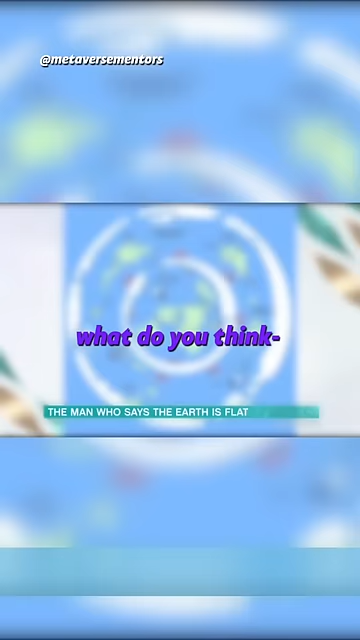 @metaversementors
what do you think-
THE MAN WHO SAYS THE EARTH IS FLAT